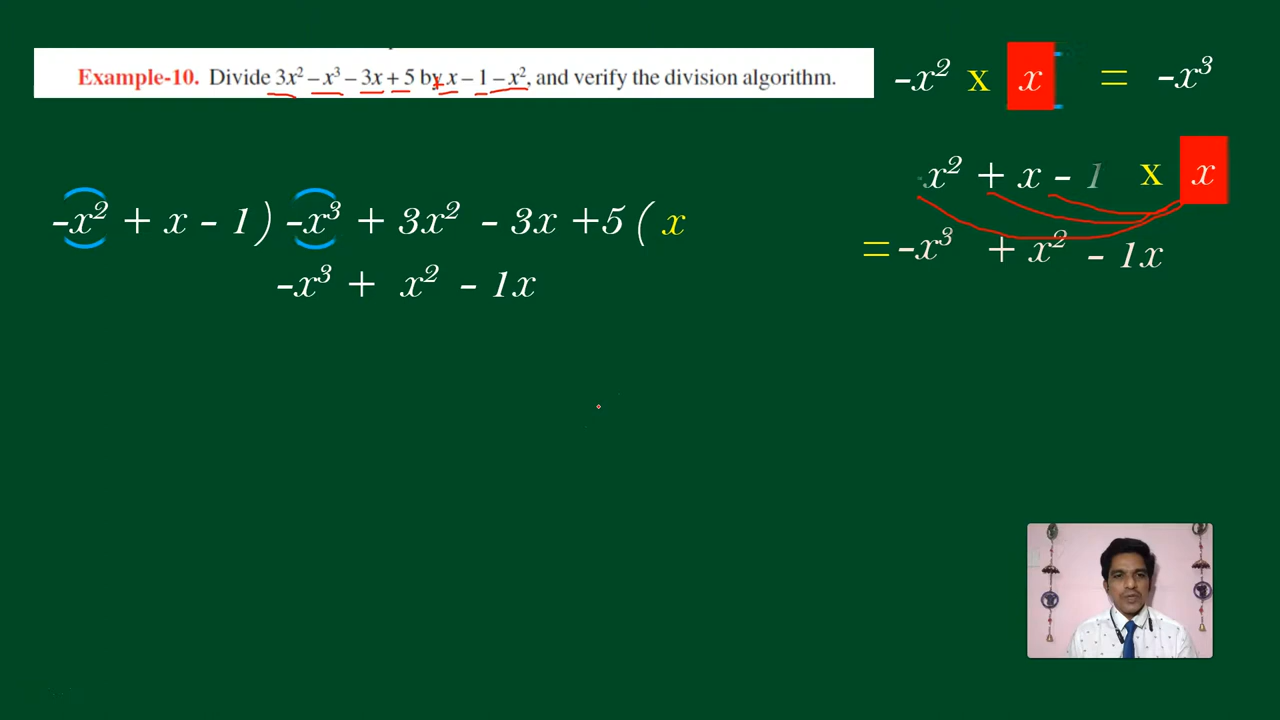 Example-10. Divide 3x² – x³ – 3x + 5 by x – 1 – x², and verify the division algorithm.
-x² x x = -x³
-x² + x - 1 x x
= -x³ + x² - 1x
-x² + x - 1 ) -x³ + 3x² - 3x +5 ( x
-x³ + x² - 1x